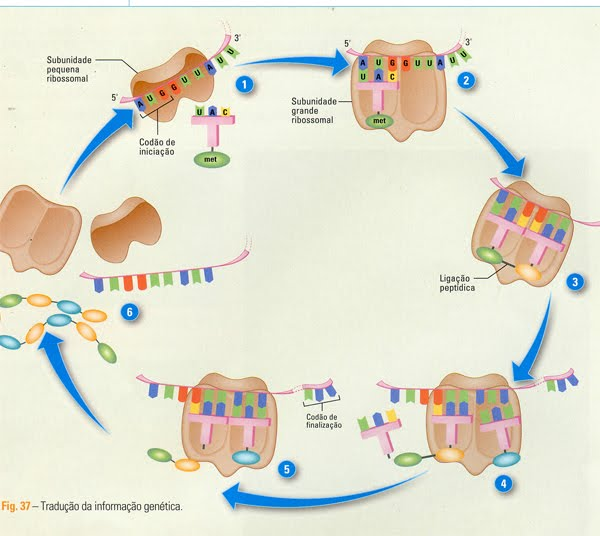 Subunidade
pequena
ribossomal
5'
A U G G U U A U U
3'
1
Codão de
iniciação
U A C
met
5'
A U G G U U A U U
3'
U A C
2
Subunidade
grande
ribossomal
met
Ligação
peptídica
3
6
Codão de
finalização
5
4
Fig. 37 – Tradução da informação genética.